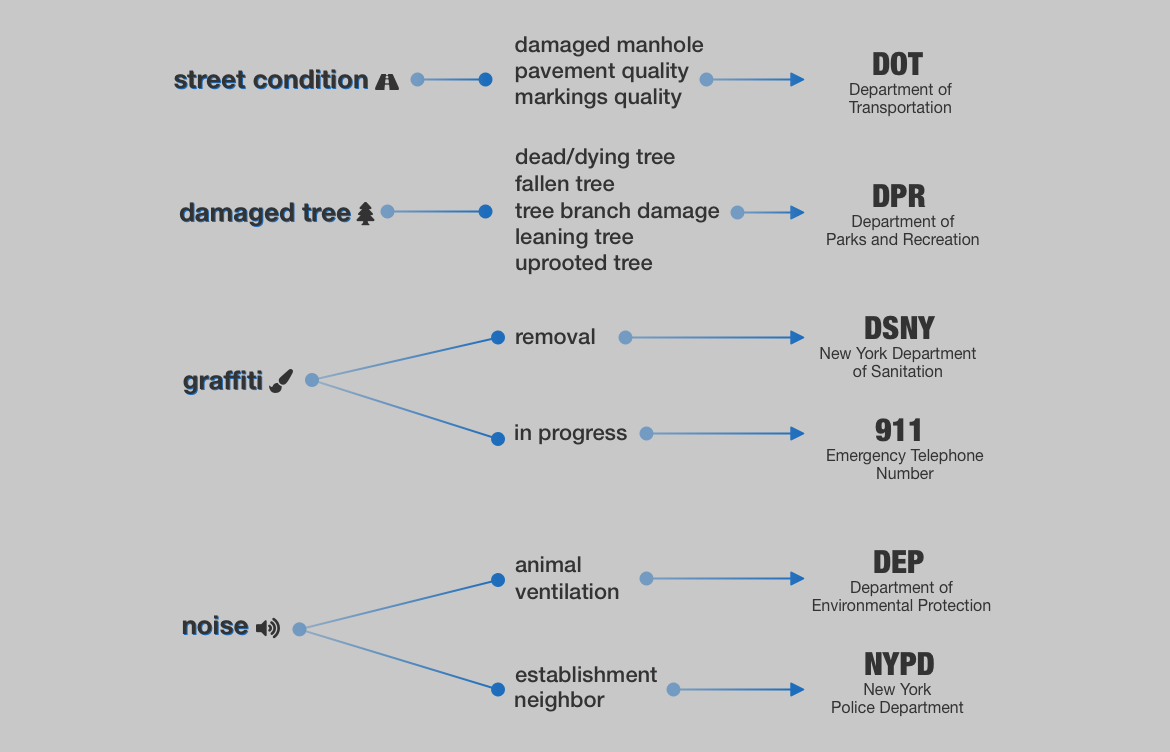 street condition
damaged manhole
pavement quality
markings quality
DOT
Department of
Transportation
damaged tree
dead/dying tree
fallen tree
tree branch damage
leaning tree
uprooted tree
DPR
Department of
Parks and Recreation
graffiti
removal
DSNY
New York Department
of Sanitation
in progress
911
Emergency Telephone
Number
noise
animal
ventilation
DEP
Department of
Environmental Protection
establishment
neighbor
NYPD
New York
Police Department